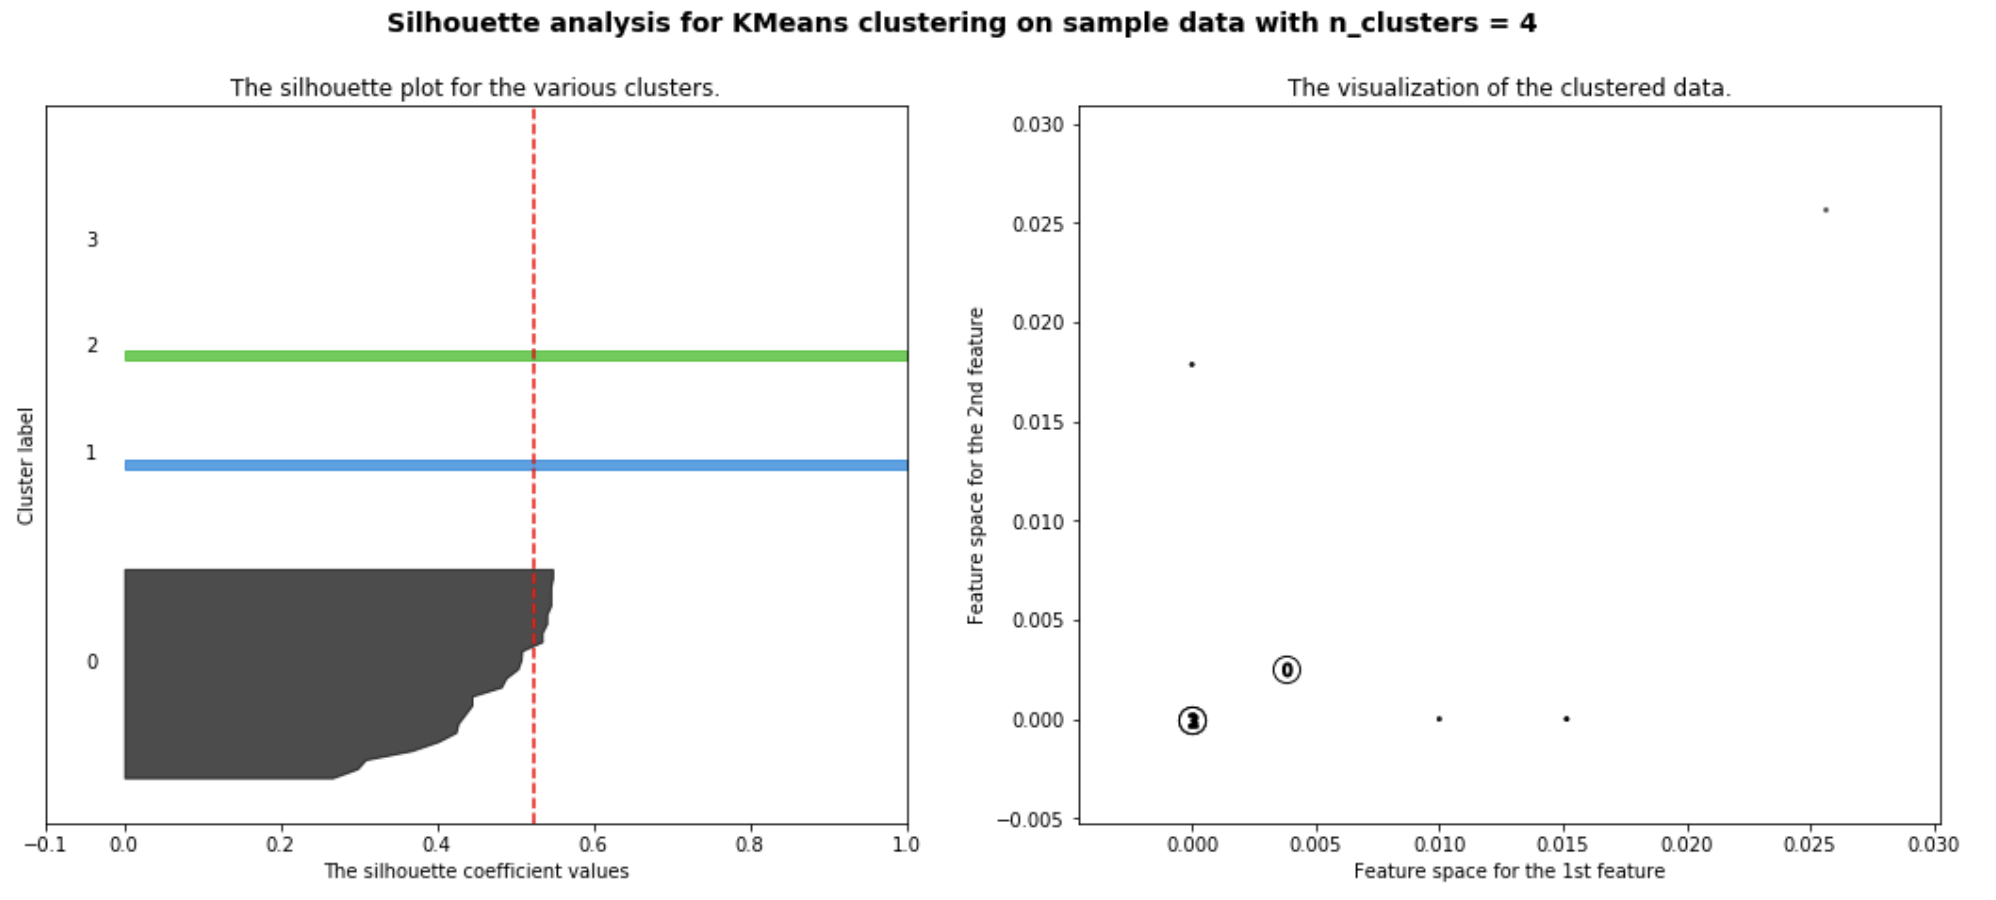 Silhouette analysis for KMeans clustering on sample data with n_clusters = 4
The silhouette plot for the various clusters.
Cluster label
3
2
1
0
−0.1 0.0 0.2 0.4 0.6 0.8 1.0
The silhouette coefficient values
The visualization of the clustered data.
Feature space for the 2nd feature
0.030
0.025
0.020
0.015
0.010
0.005
0.000
−0.005
0
0.000 0.005 0.010 0.015 0.020 0.025 0.030
Feature space for the 1st feature